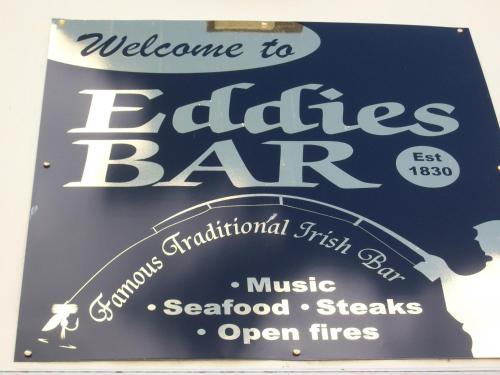 Welcome to
Eddies
BAR
Est
1830
Famous Traditional Irish Bar
• Music
• Seafood • Steaks
• Open fires